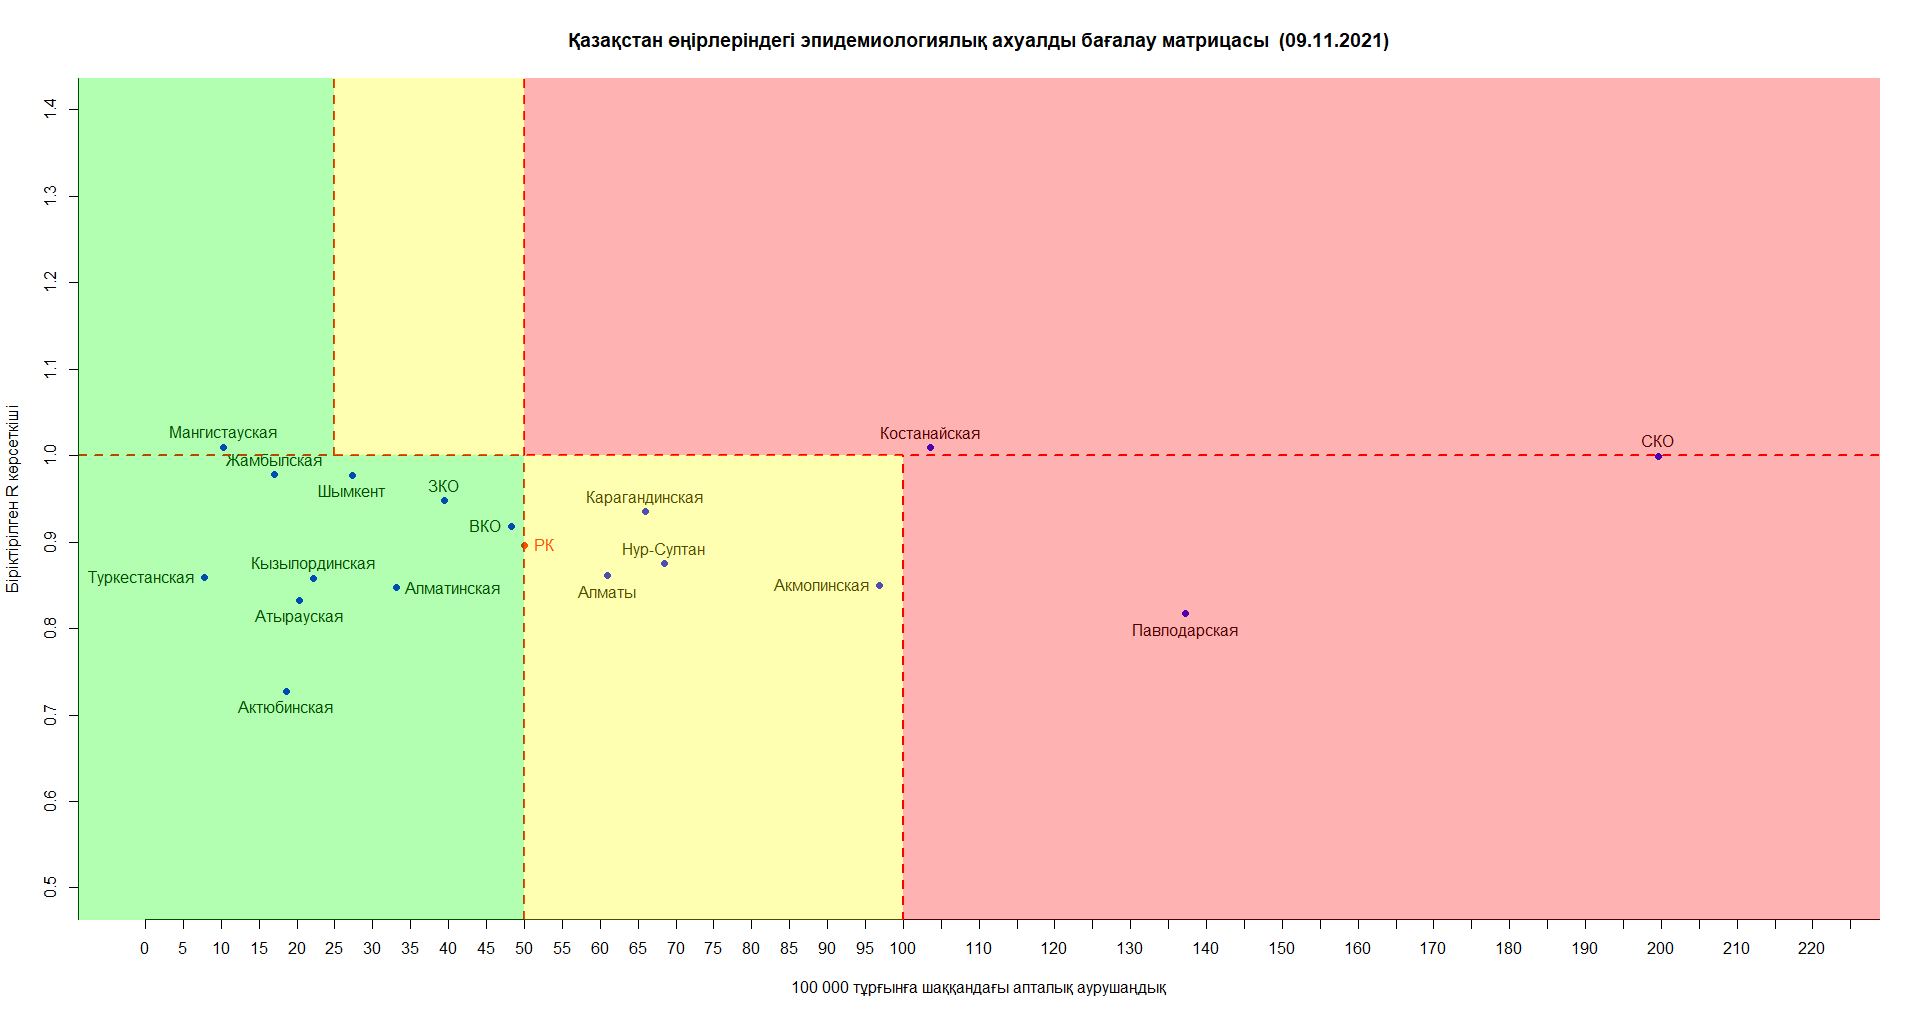 Қазақстан өңірлеріндегі эпидемиологиялық ахуалды бағалау матрицасы (09.11.2021)
Біріктірілген R көрсеткіші
1.4
1.3
1.2
1.1
1.0
0.9
0.8
0.7
0.6
0.5
Мангистауская
Костанайская
СКО
Жамбылская
Шымкент
ЗКО
Карагандинская
ВКО
РК
Нур-Султан
Кызылординская
Туркестанская
Алматинская
Алматы
Акмолинская
Атырауская
Павлодарская
Актюбинская
0 5 10 15 20 25 30 35 40 45 50 55 60 65 70 75 80 85 90 95 100 110 120 130 140 150 160 170 180 190 200 210 220
100 000 тұрғынға шаққандағы апталық аурушаңдық